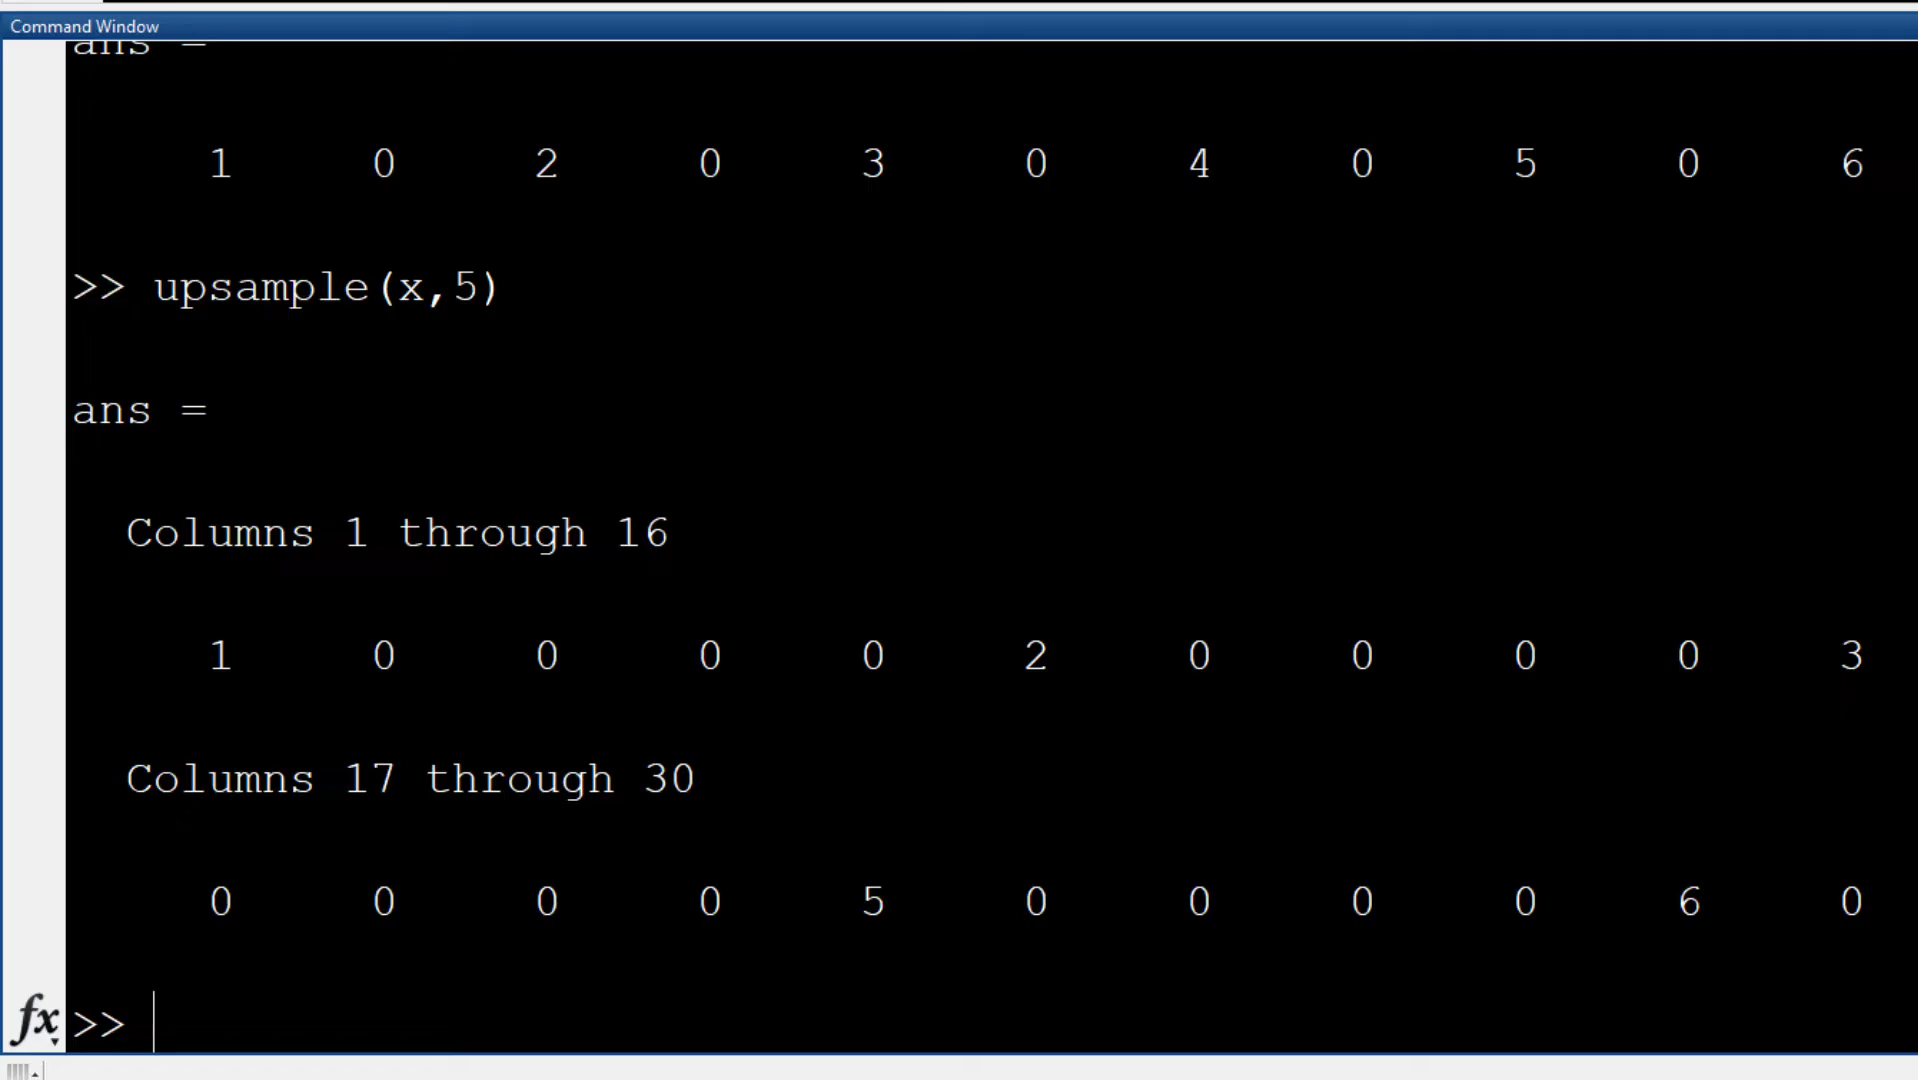 Command Window
ans =
1 0 2 0 3 0 4 0 5 0 6
>> upsample(x,5)
ans =
Columns 1 through 16
1 0 0 0 0 2 0 0 0 0 3
Columns 17 through 30
0 0 0 0 5 0 0 0 0 6 0
fx >>